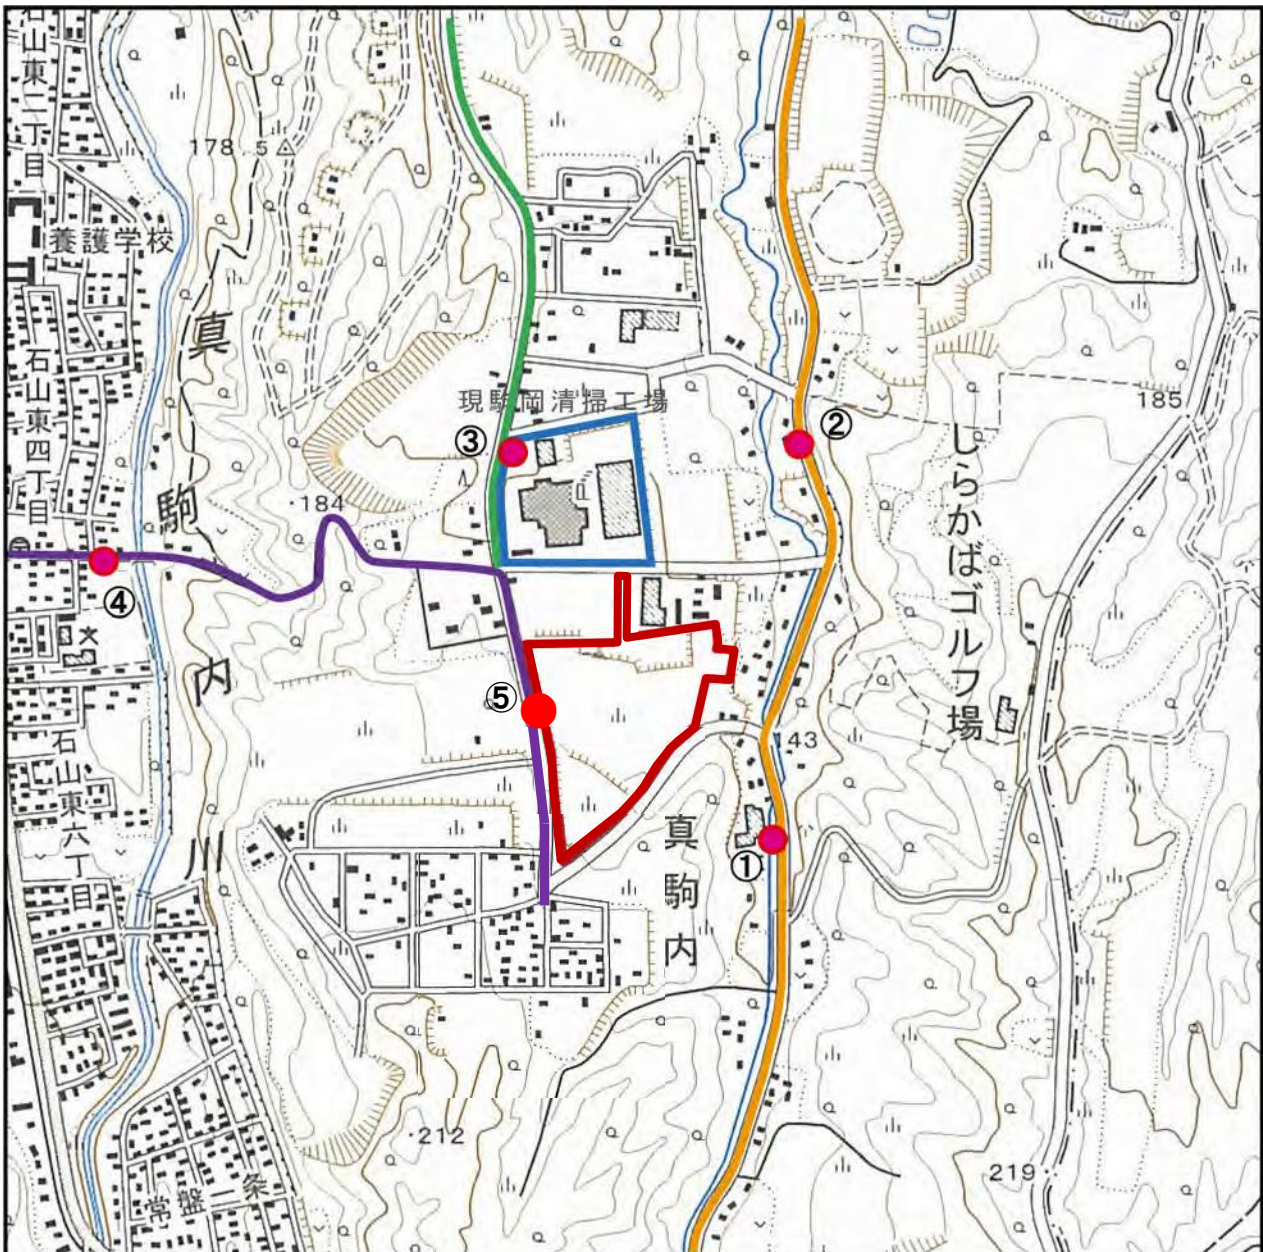 石山東二丁目
178.5
養護学校
真駒内川
石山東四丁目
現駒岡清掃工場
③
②
185
しらかばゴルフ場
・184
④
⑤
143
石山東六丁目
真駒内
①
・212
219
常盤一条